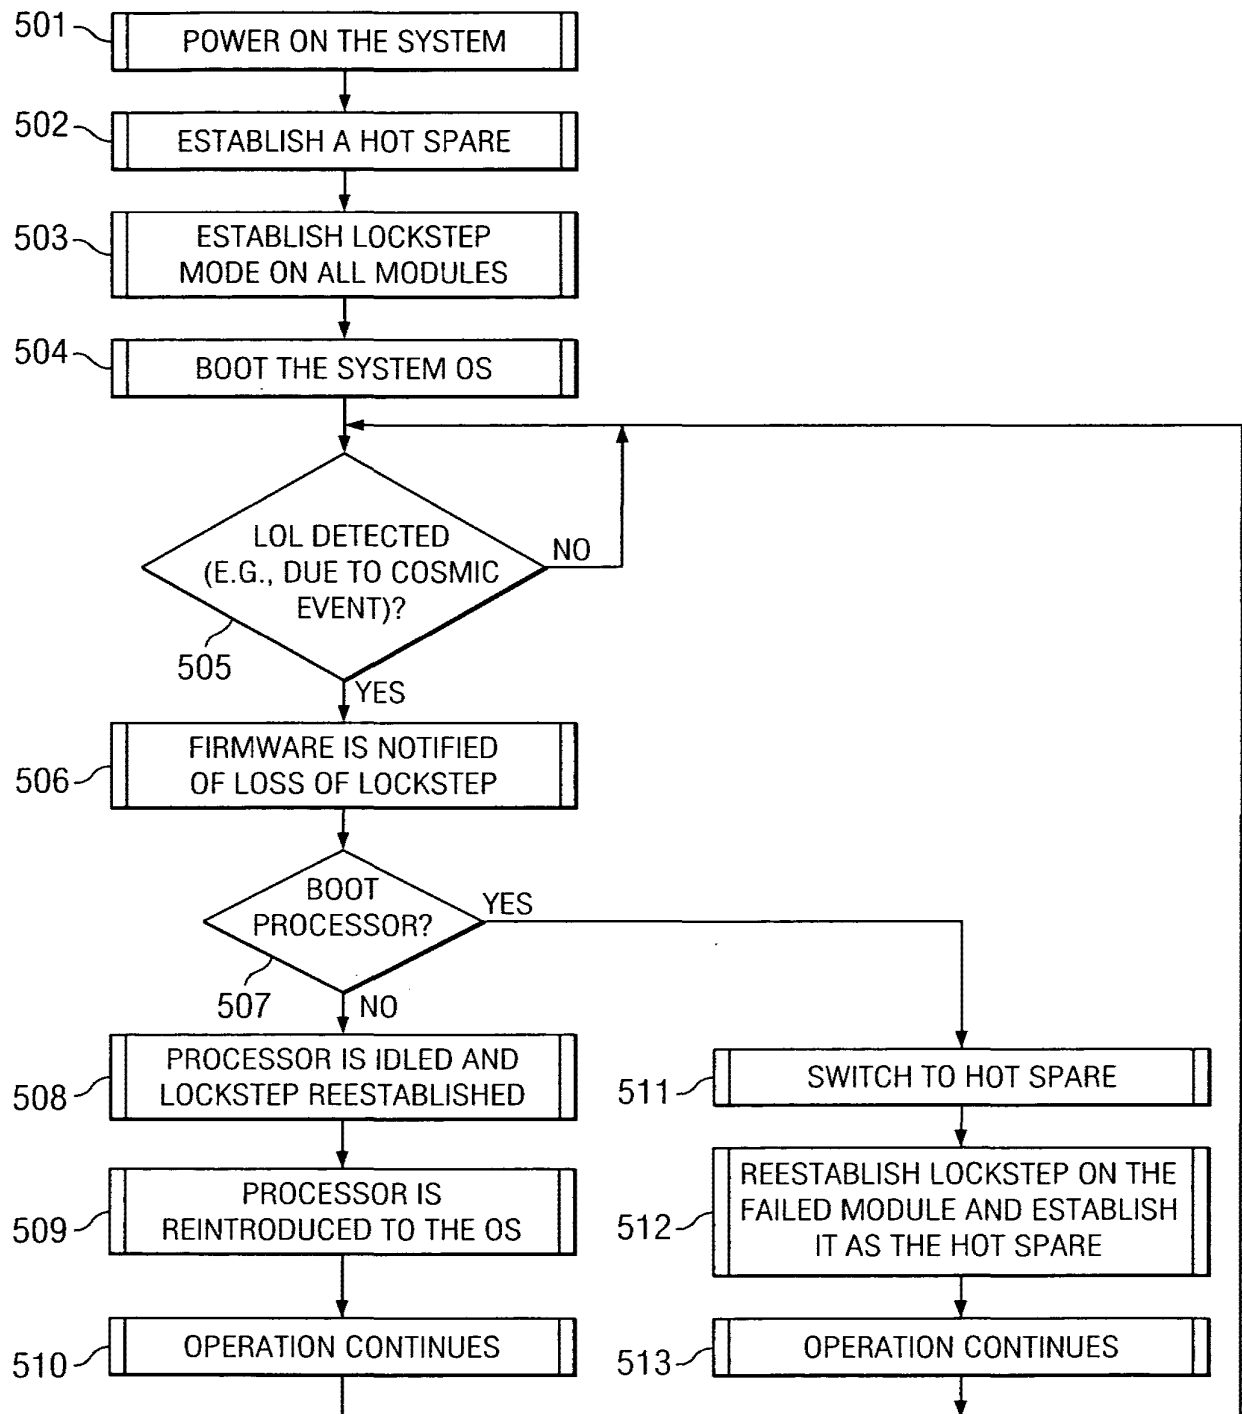 501
POWER ON THE SYSTEM
502
ESTABLISH A HOT SPARE
503
ESTABLISH LOCKSTEP
MODE ON ALL MODULES
504
BOOT THE SYSTEM OS
LOL DETECTED
(E.G., DUE TO COSMIC
EVENT)?
NO
505
YES
506
FIRMWARE IS NOTIFIED
OF LOSS OF LOCKSTEP
BOOT
PROCESSOR?
YES
507
NO
508
PROCESSOR IS IDLED AND
LOCKSTEP REESTABLISHED
509
PROCESSOR IS
REINTRODUCED TO THE OS
510
OPERATION CONTINUES
511
SWITCH TO HOT SPARE
512
REESTABLISH LOCKSTEP ON THE
FAILED MODULE AND ESTABLISH
IT AS THE HOT SPARE
513
OPERATION CONTINUES